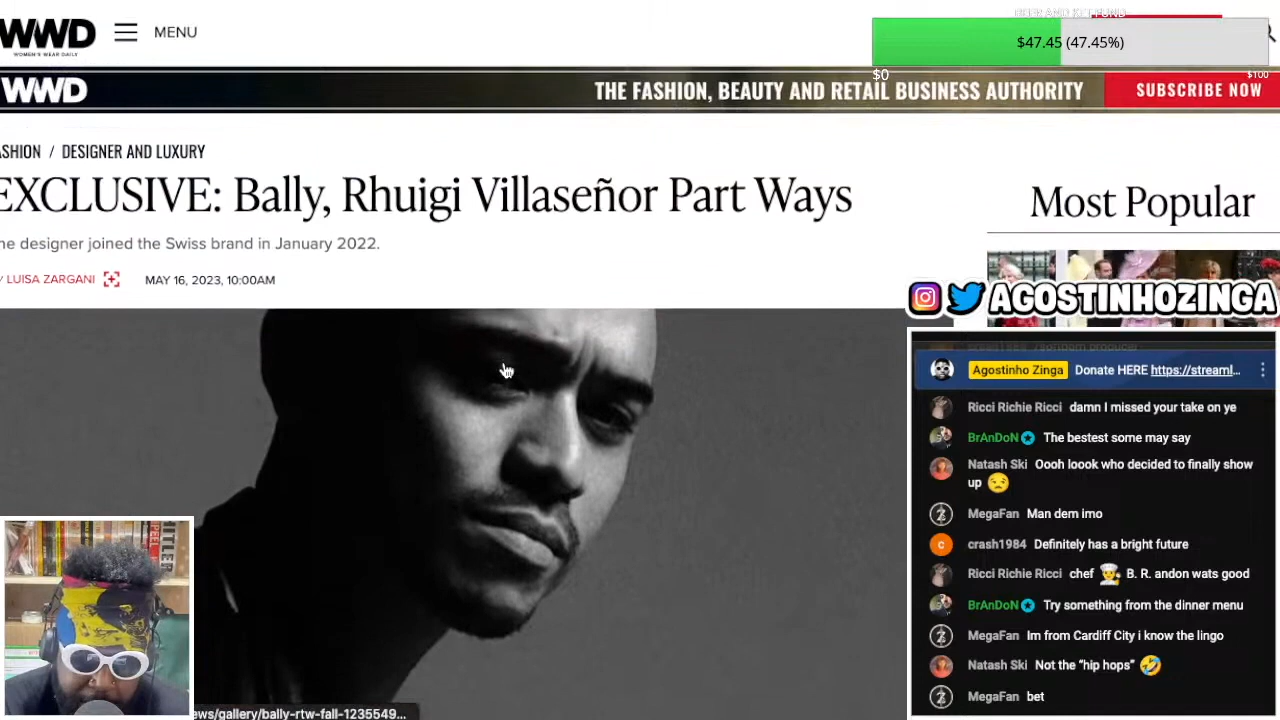 WWD
WOMEN'S WEAR DAILY
MENU
$47.45 (47.45%)
$0
$100
WWD
THE FASHION, BEAUTY AND RETAIL BUSINESS AUTHORITY
SUBSCRIBE NOW
ASHION / DESIGNER AND LUXURY
EXCLUSIVE: Bally, Rhuigi Villaseñor Part Ways
he designer joined the Swiss brand in January 2022.
Y LUISA ZARGANI
MAY 16, 2023, 10:00AM
Most Popular
AGOSTINHOZINGA
Agostinho Zinga Donate HERE https://streaml...
Ricci Richie Ricci damn I missed your take on ye
BrAnDoN The bestest some may say
Natash Ski Oooh loook who decided to finally show
up 😒
MegaFan Man dem imo
crash1984 Definitely has a bright future
Ricci Richie Ricci chef 👨‍🍳 B. R. andon wats good
BrAnDoN Try something from the dinner menu
MegaFan Im from Cardiff City i know the lingo
Natash Ski Not the “hip hops” 🤣
MegaFan bet
ews/gallery/bally-rtw-fall-1235549...